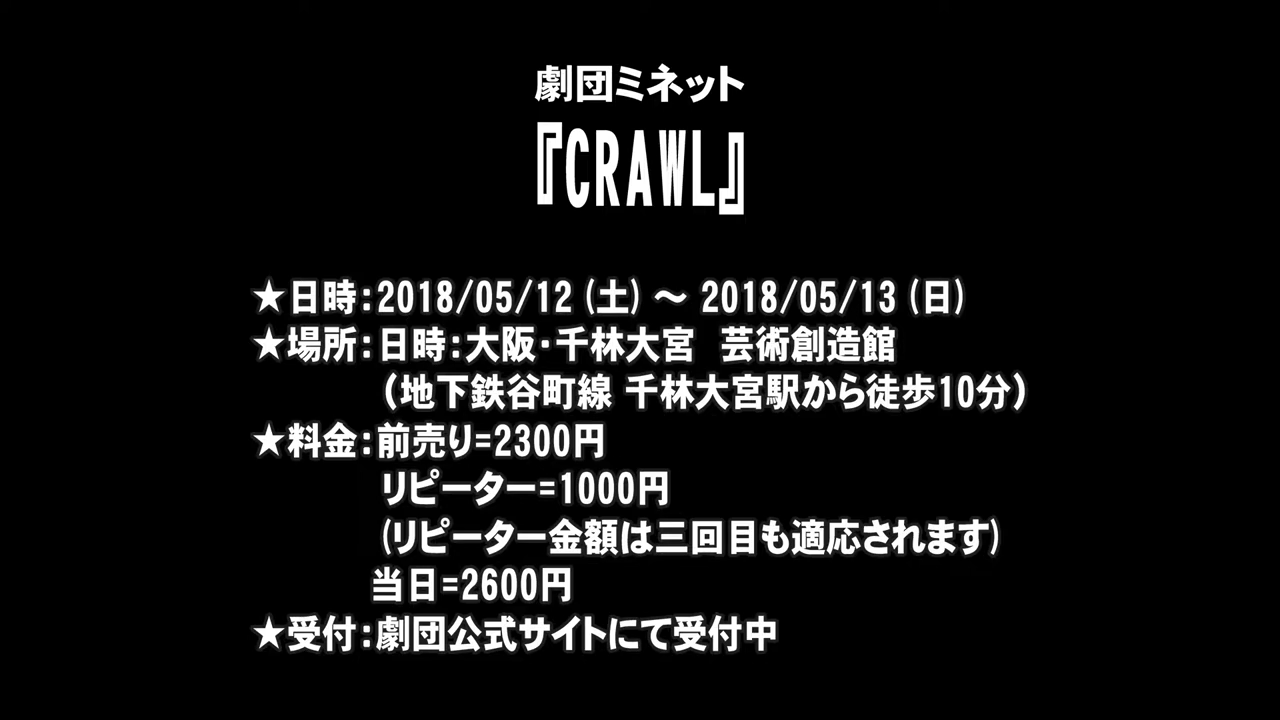 劇団ミネット
『CRAWL』
★日時：2018/05/12（土）～ 2018/05/13（日）
★場所：日時：大阪・千林大宮　芸術創造館
（地下鉄谷町線 千林大宮駅から徒歩10分）
★料金：前売り=2300円
リピーター=1000円
(リピーター金額は三回目も適応されます)
当日=2600円
★受付：劇団公式サイトにて受付中